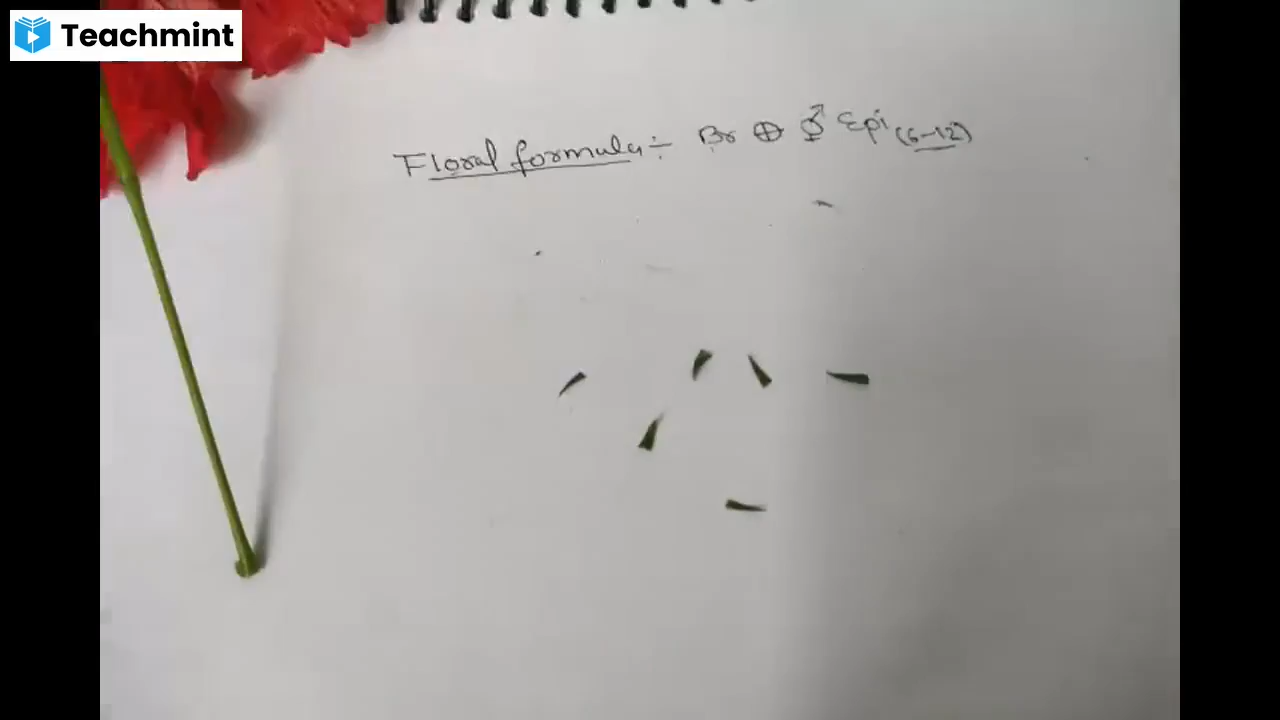 Teachmint
Floral formula ÷ Br ⊕ ⚥ Epi(6-12)